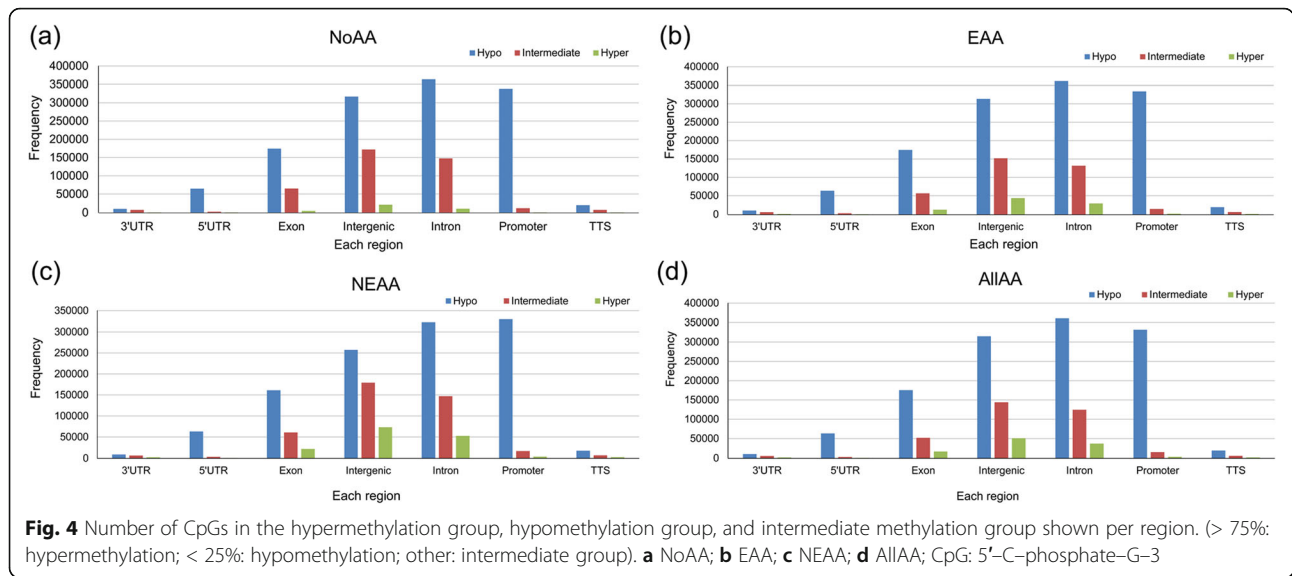 (a)
NoAA
Hypo Intermediate Hyper
Frequency
400000
350000
300000
250000
200000
150000
100000
50000
0
3'UTR 5'UTR Exon Intergenic Intron Promoter TTS
Each region
(b)
EAA
Hypo Intermediate Hyper
Frequency
400000
350000
300000
250000
200000
150000
100000
50000
0
3'UTR 5'UTR Exon Intergenic Intron Promoter TTS
Each region
(c)
NEAA
Hypo Intermediate Hyper
Frequency
350000
300000
250000
200000
150000
100000
50000
0
3'UTR 5'UTR Exon Intergenic Intron Promoter TTS
Each region
(d)
AllAA
Hypo Intermediate Hyper
Frequency
400000
350000
300000
250000
200000
150000
100000
50000
0
3'UTR 5'UTR Exon Intergenic Intron Promoter TTS
Each region
Fig. 4 Number of CpGs in the hypermethylation group, hypomethylation group, and intermediate methylation group shown per region. (> 75%:
hypermethylation; < 25%: hypomethylation; other: intermediate group). a NoAA; b EAA; c NEAA; d AllAA; CpG: 5′–C–phosphate–G–3